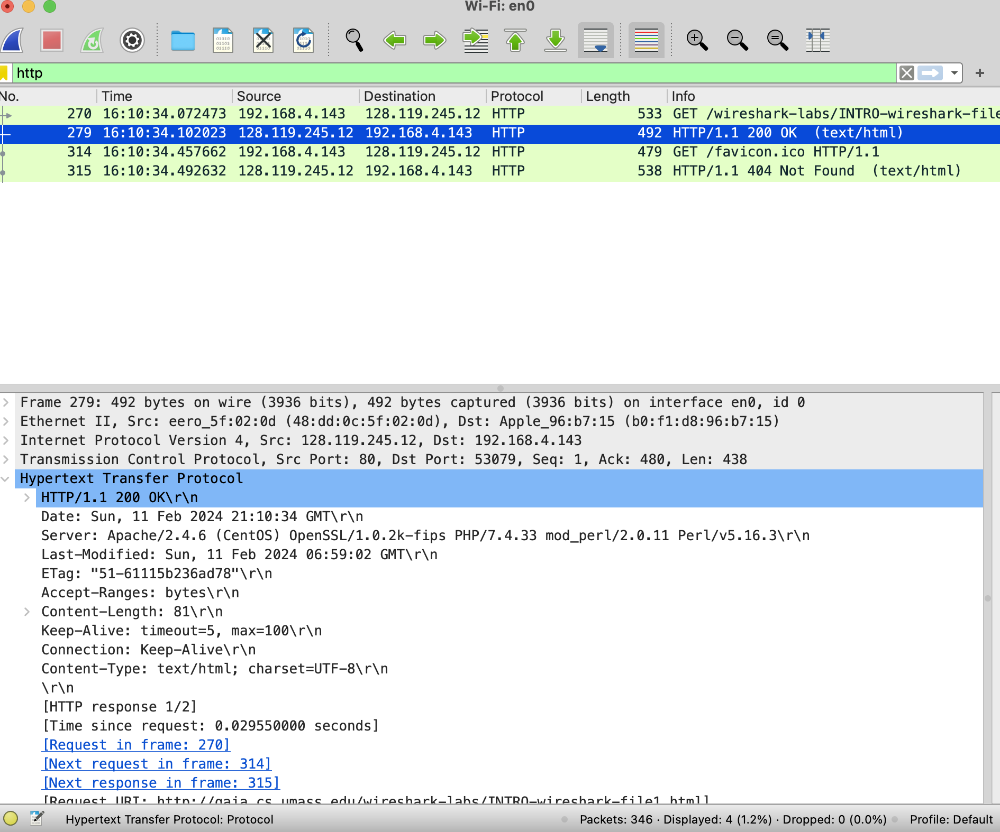 Wi-Fi: en0
http
No. Time Source Destination Protocol Length Info
270 16:10:34.072473 192.168.4.143 128.119.245.12 HTTP 533 GET /wireshark-labs/INTRO-wireshark-file
279 16:10:34.102023 128.119.245.12 192.168.4.143 HTTP 492 HTTP/1.1 200 OK (text/html)
314 16:10:34.457662 192.168.4.143 128.119.245.12 HTTP 479 GET /favicon.ico HTTP/1.1
315 16:10:34.492632 128.119.245.12 192.168.4.143 HTTP 538 HTTP/1.1 404 Not Found (text/html)
Frame 279: 492 bytes on wire (3936 bits), 492 bytes captured (3936 bits) on interface en0, id 0
Ethernet II, Src: eero_5f:02:0d (48:dd:0c:5f:02:0d), Dst: Apple_96:b7:15 (b0:f1:d8:96:b7:15)
Internet Protocol Version 4, Src: 128.119.245.12, Dst: 192.168.4.143
Transmission Control Protocol, Src Port: 80, Dst Port: 53079, Seq: 1, Ack: 480, Len: 438
Hypertext Transfer Protocol
HTTP/1.1 200 OK\r\n
Date: Sun, 11 Feb 2024 21:10:34 GMT\r\n
Server: Apache/2.4.6 (CentOS) OpenSSL/1.0.2k-fips PHP/7.4.33 mod_perl/2.0.11 Perl/v5.16.3\r\n
Last-Modified: Sun, 11 Feb 2024 06:59:02 GMT\r\n
ETag: "51-61115b236ad78"\r\n
Accept-Ranges: bytes\r\n
Content-Length: 81\r\n
Keep-Alive: timeout=5, max=100\r\n
Connection: Keep-Alive\r\n
Content-Type: text/html; charset=UTF-8\r\n
\r\n
[HTTP response 1/2]
[Time since request: 0.029550000 seconds]
[Request in frame: 270]
[Next request in frame: 314]
[Next response in frame: 315]
[Request URI: http://gaia.cs.umass.edu/wireshark-labs/INTRO-wireshark-file1.html]
Hypertext Transfer Protocol: Protocol
Packets: 346 · Displayed: 4 (1.2%) · Dropped: 0 (0.0%)
Profile: Default